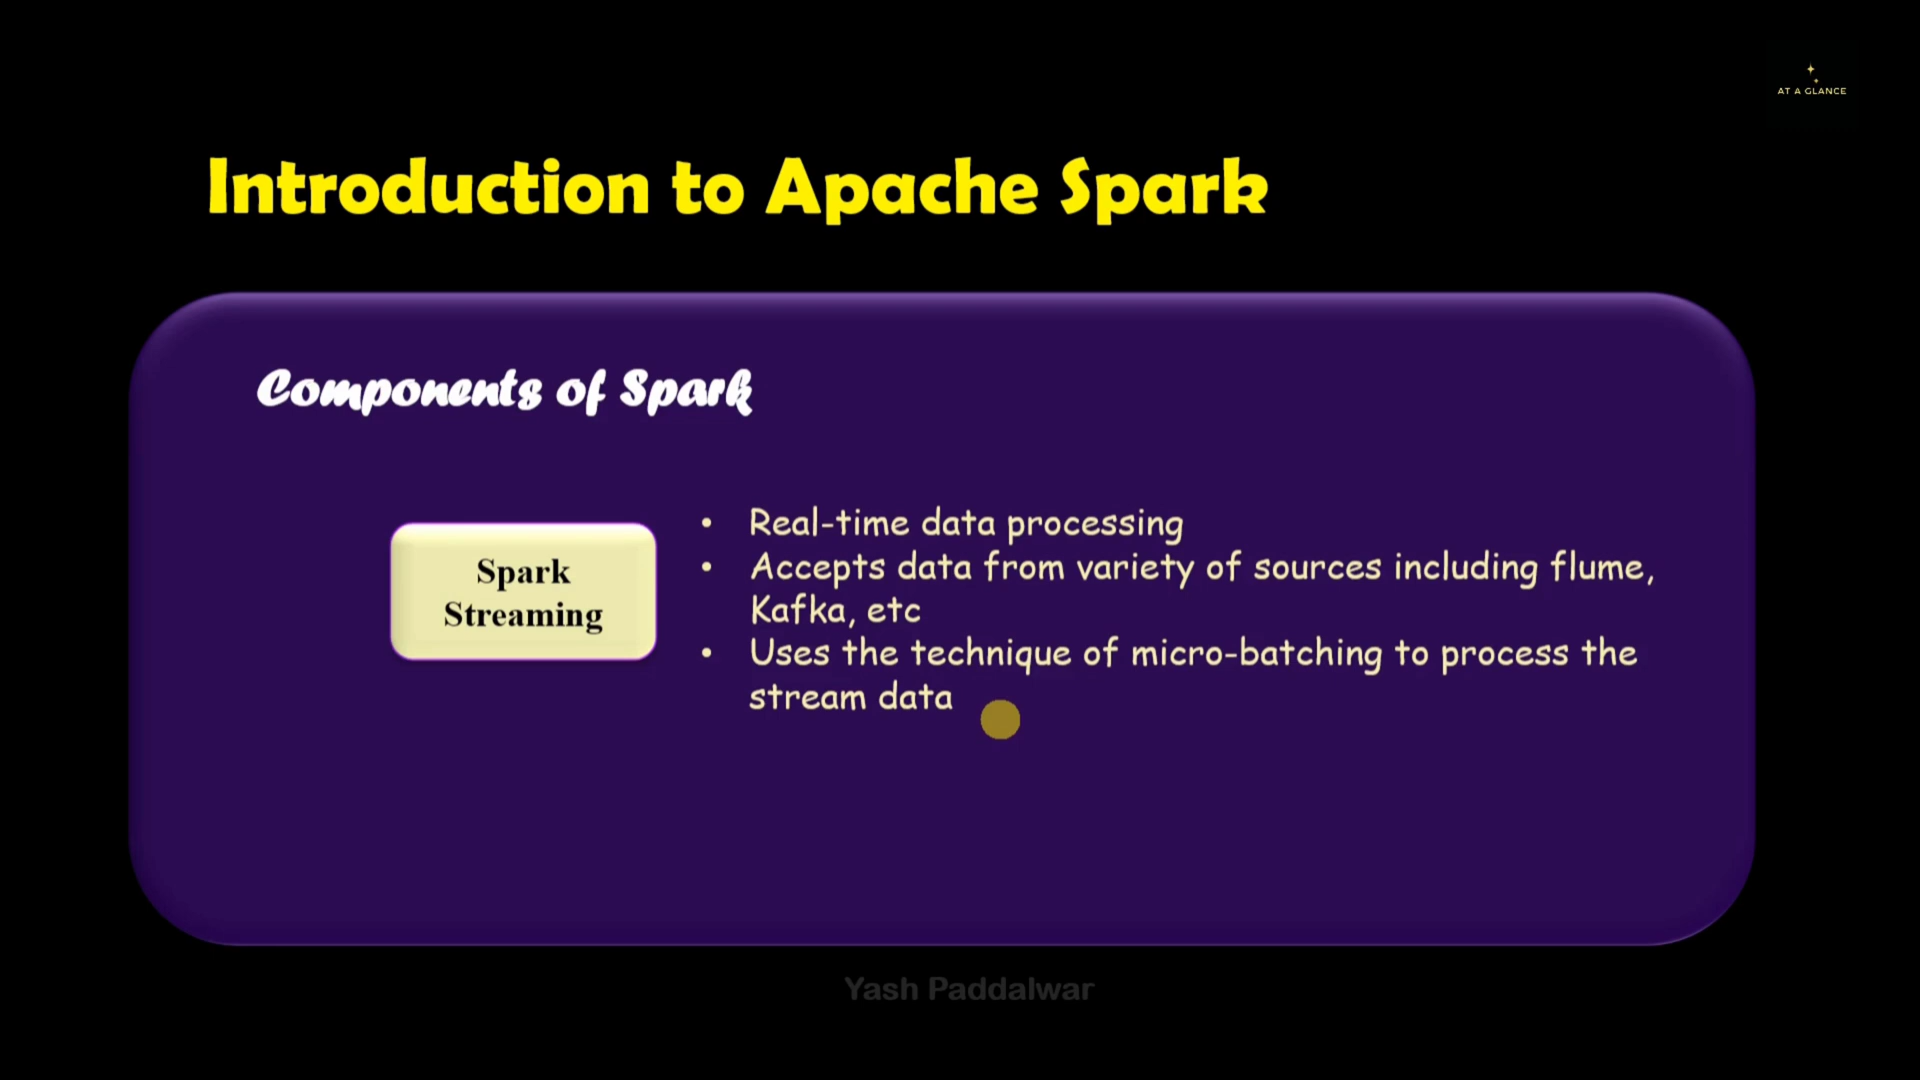 AT A GLANCE
Introduction to Apache Spark
Components of Spark
Spark
Streaming
• Real-time data processing
• Accepts data from variety of sources including flume,
Kafka, etc
• Uses the technique of micro-batching to process the
stream data
Yash Paddalwar